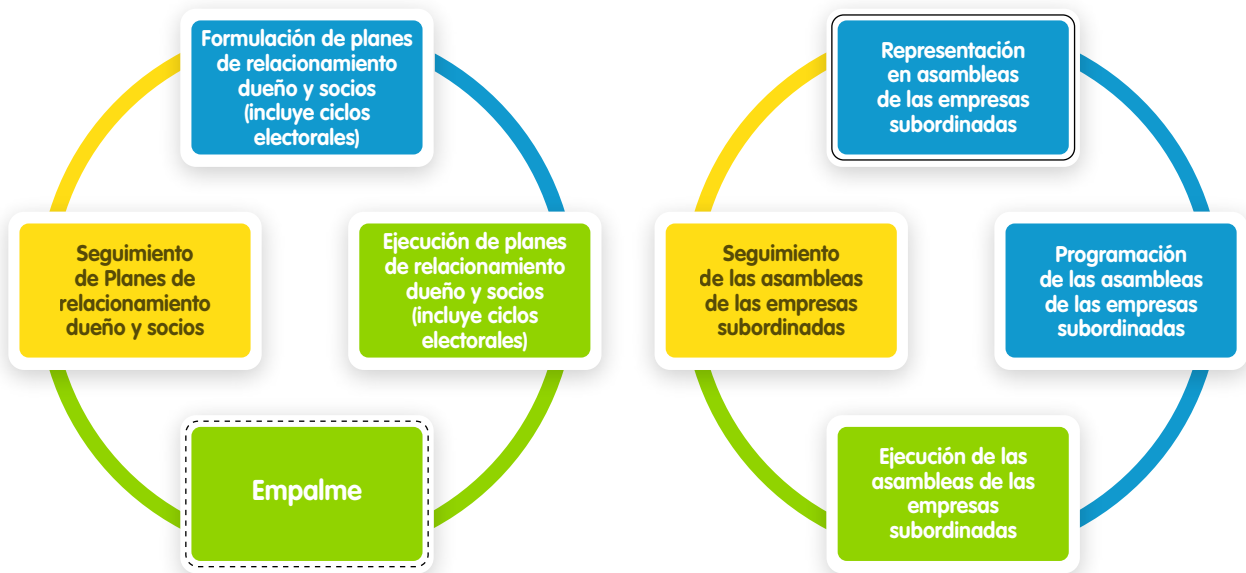 Formulación de planes
de relacionamiento
dueño y socios
(incluye ciclos
electorales)
Ejecución de planes
de relacionamiento
dueño y socios
(incluye ciclos
electorales)
Empalme
Seguimiento
de Planes de
relacionamiento
dueño y socios
Representación
en asambleas
de las empresas
subordinadas
Programación
de las asambleas
de las empresas
subordinadas
Ejecución de las
asambleas de las
empresas
subordinadas
Seguimiento
de las asambleas
de las empresas
subordinadas